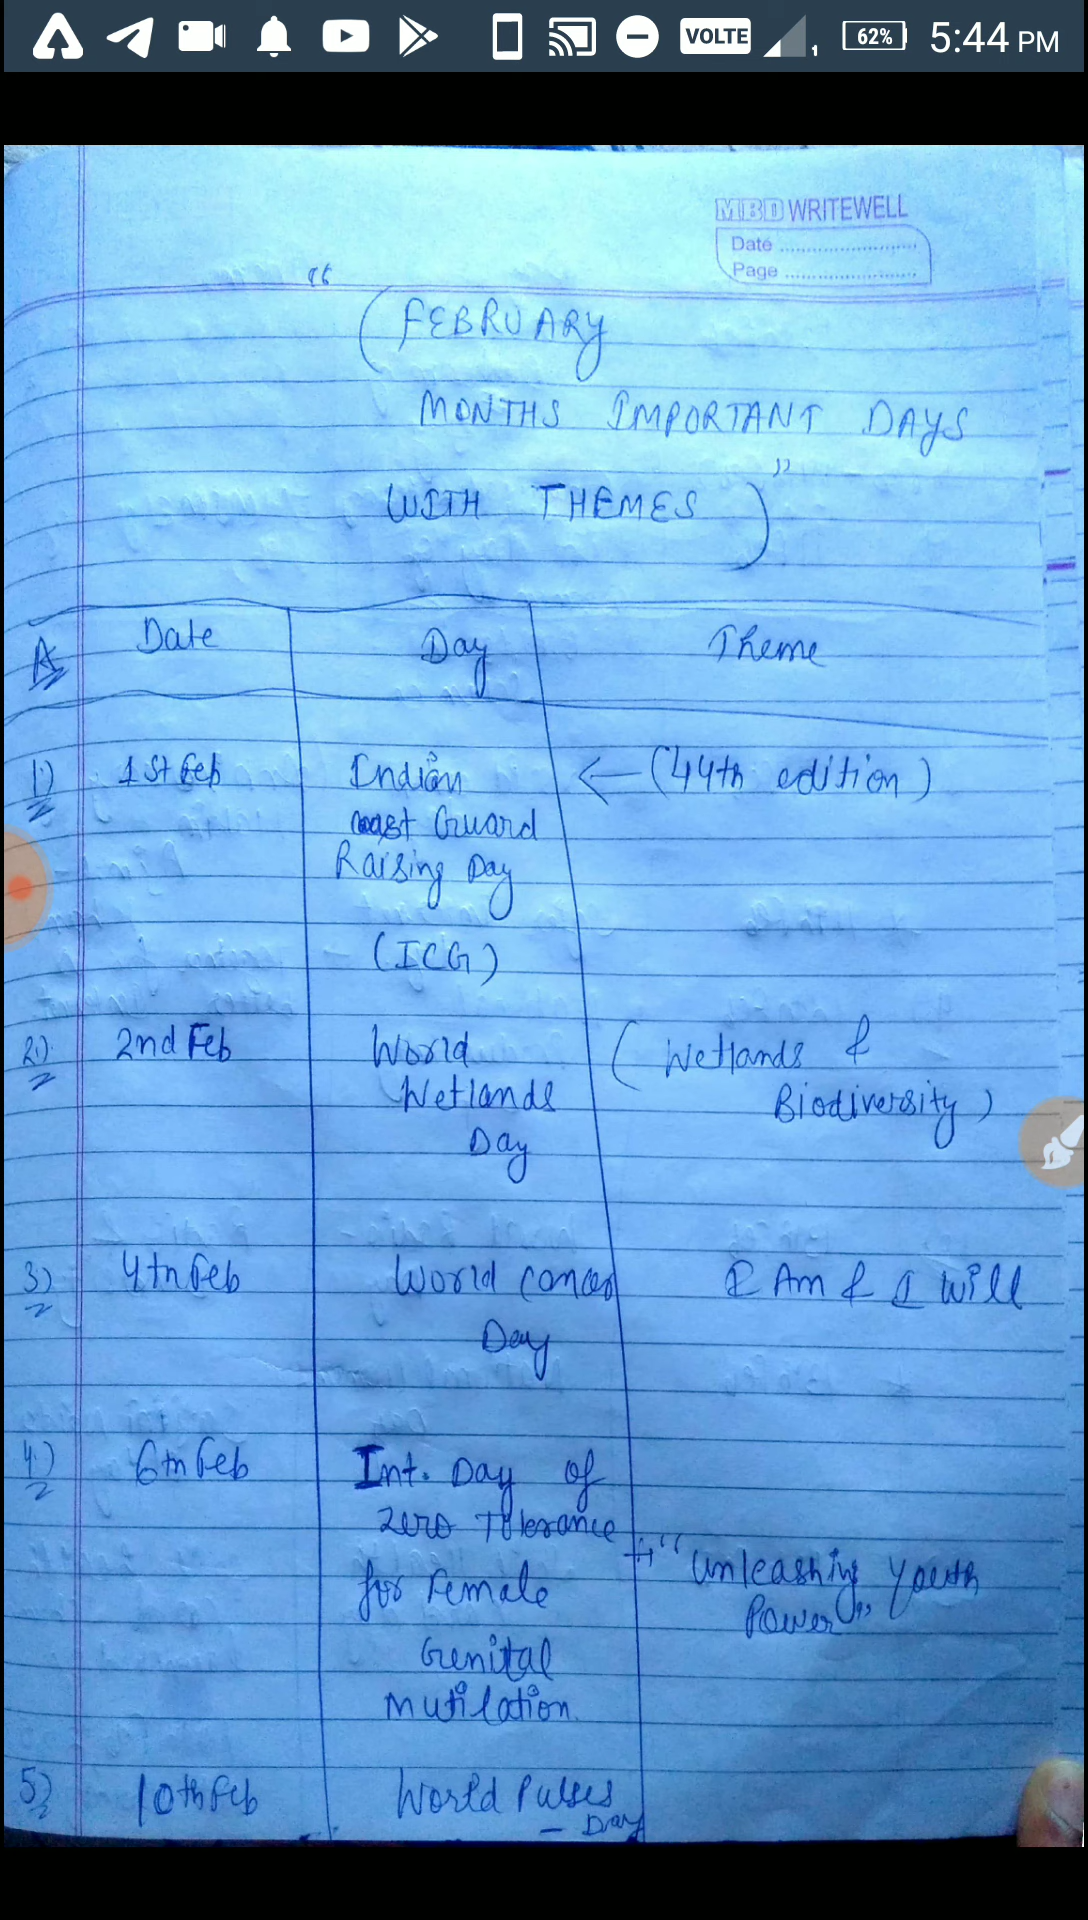 VOLTE 1 62% 5:44 PM
MBD WRITEWELL
Date
Page
"(FEBRUARY
MONTHS IMPORTANT DAYS
WITH THEMES)"
A Date Day Theme
1) 1st Feb Indian ← (44th edition)
coast Guard
Raising Day
(ICG)
2) 2nd Feb World (Wetlands &
Wetlands Biodiversity)
Day
3) 4th Feb World Cancer I Am & I Will
Day
4) 6th Feb Int. Day of
Zero Tolerance
for Female "Unleashing Youth
Power"
Genital
Mutilation.
5) 10th Feb World Pulses
- Day